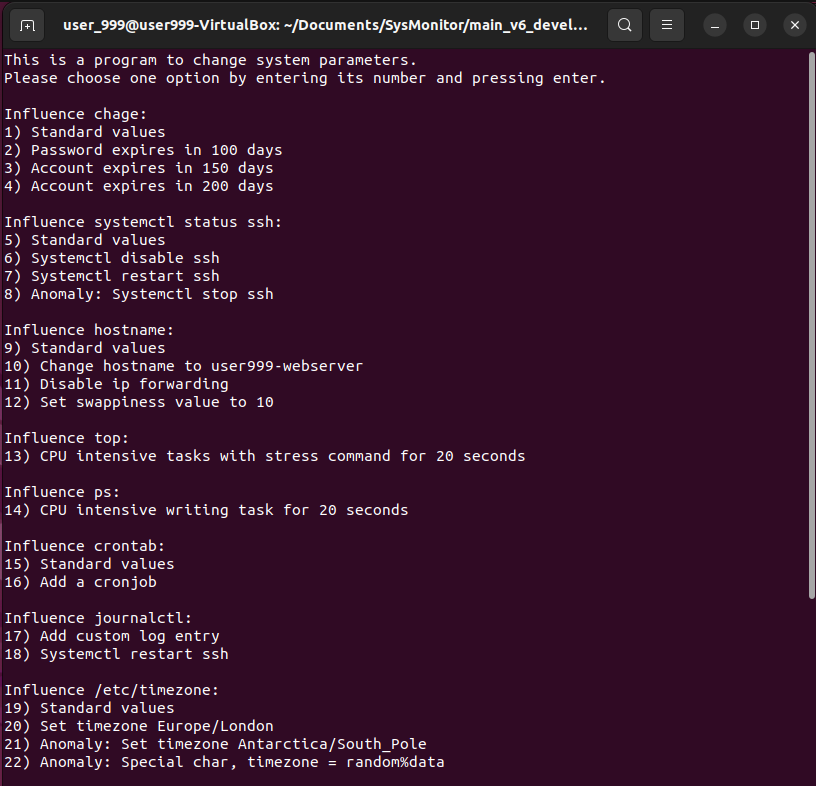 user_999@user999-VirtualBox: ~/Documents/SysMonitor/main_v6_devel...
This is a program to change system parameters.
Please choose one option by entering its number and pressing enter.
Influence chage:
1) Standard values
2) Password expires in 100 days
3) Account expires in 150 days
4) Account expires in 200 days
Influence systemctl status ssh:
5) Standard values
6) Systemctl disable ssh
7) Systemctl restart ssh
8) Anomaly: Systemctl stop ssh
Influence hostname:
9) Standard values
10) Change hostname to user999-webserver
11) Disable ip forwarding
12) Set swappiness value to 10
Influence top:
13) CPU intensive tasks with stress command for 20 seconds
Influence ps:
14) CPU intensive writing task for 20 seconds
Influence crontab:
15) Standard values
16) Add a cronjob
Influence journalctl:
17) Add custom log entry
18) Systemctl restart ssh
Influence /etc/timezone:
19) Standard values
20) Set timezone Europe/London
21) Anomaly: Set timezone Antarctica/South_Pole
22) Anomaly: Special char, timezone = random%data